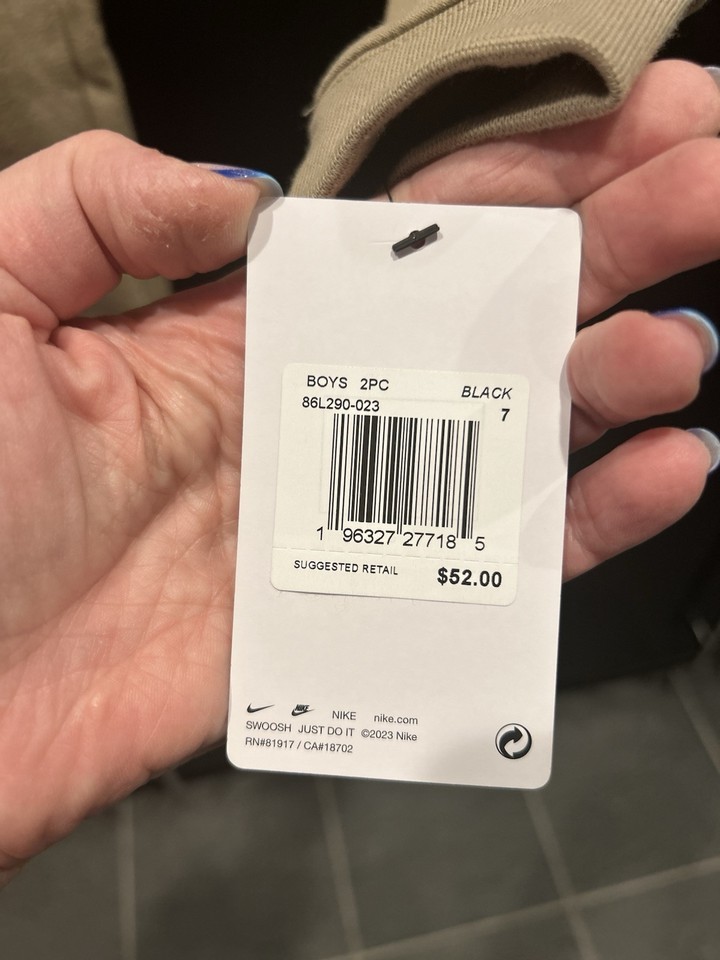 BOYS 2PC BLACK
86L290-023 7
1 96327 27718 5
SUGGESTED RETAIL $52.00
NIKE NIKE nike.com
SWOOSH JUST DO IT ©2023 Nike
RN#81917 / CA#18702